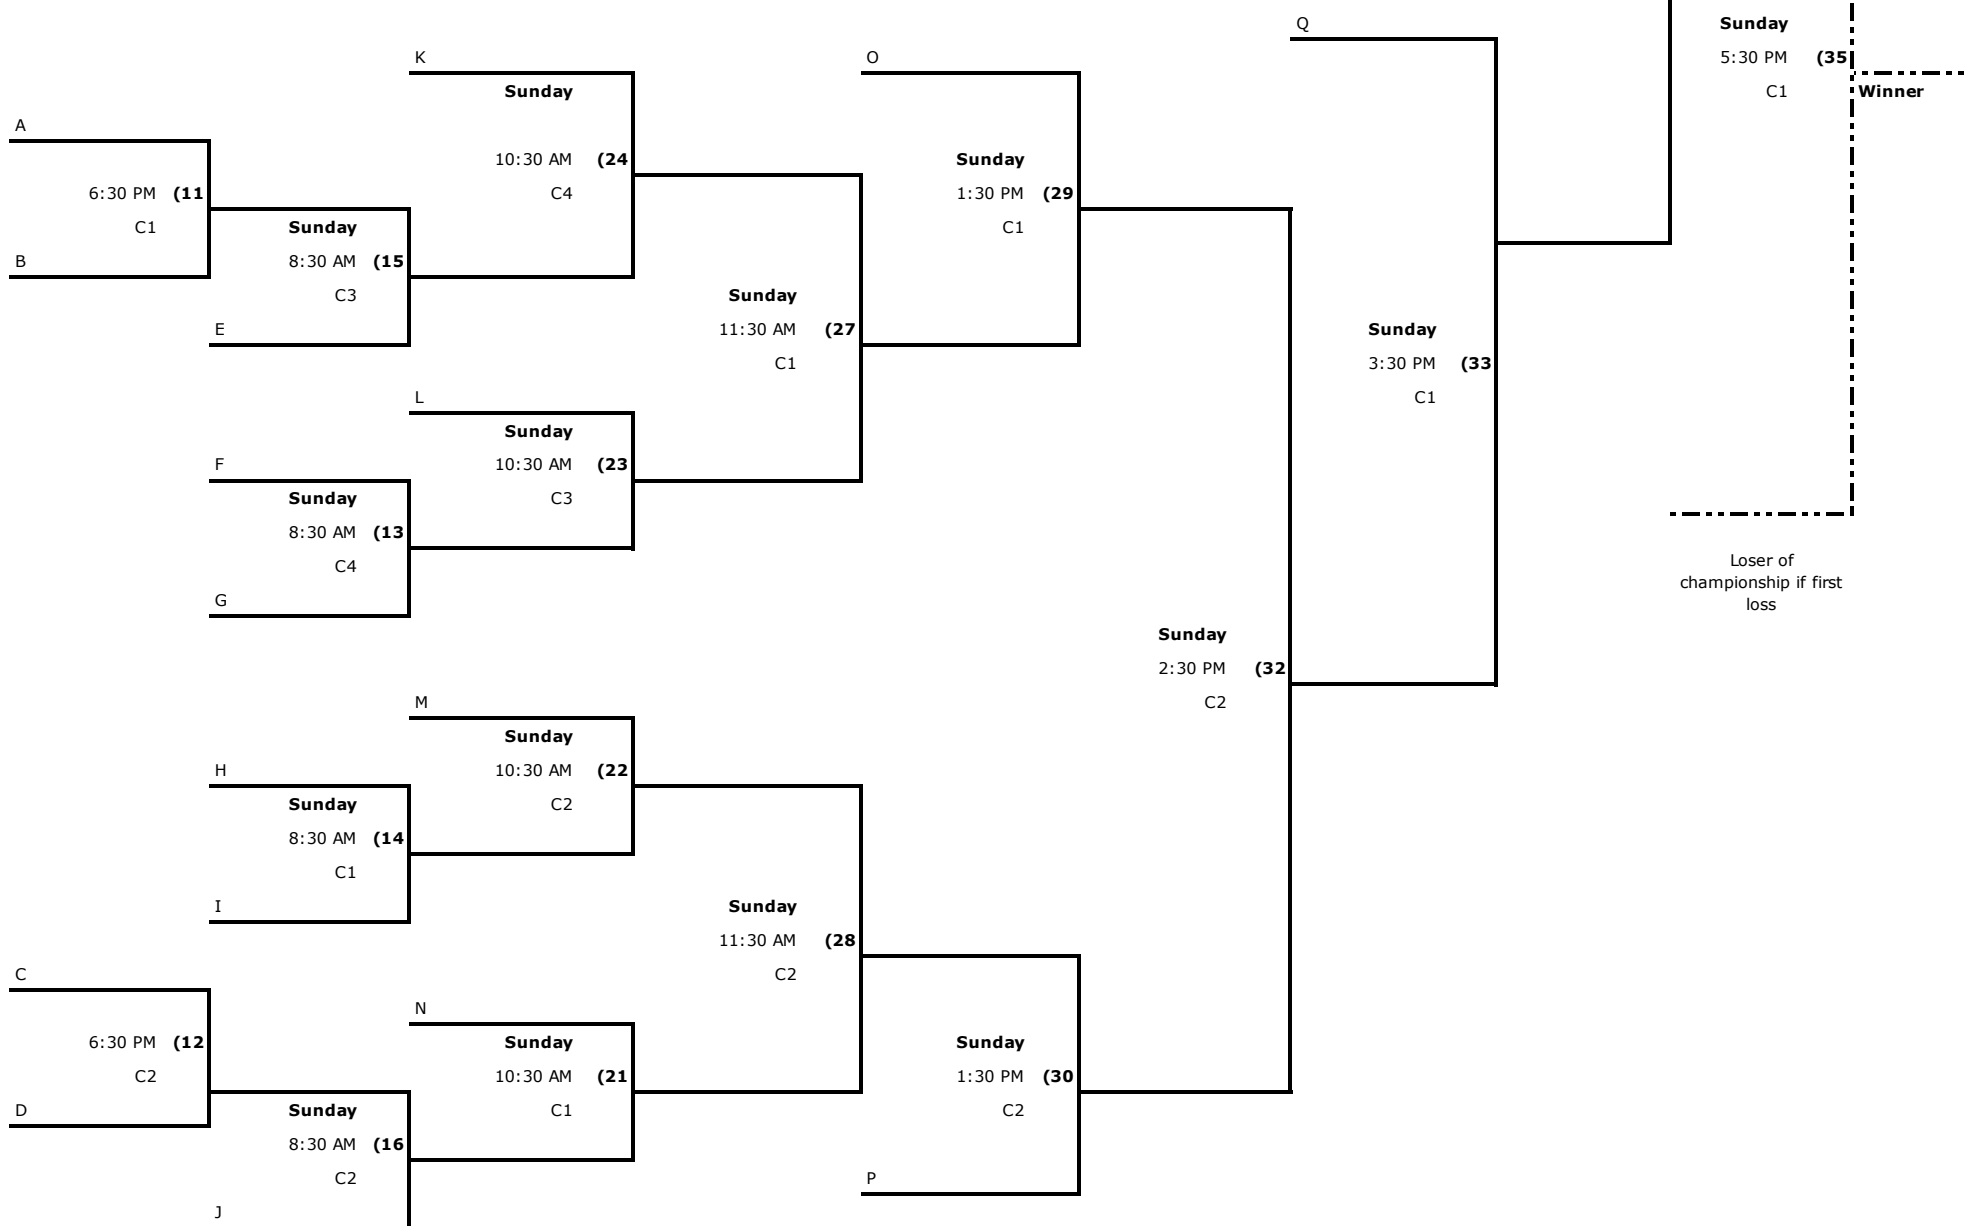 Q
Sunday
K
O
5:30 PM (35
Sunday
C1
Winner
A
10:30 AM (24
Sunday
6:30 PM (11
C4
1:30 PM (29
C1
Sunday
C1
B
8:30 AM (15
C3
Sunday
E
11:30 AM (27
Sunday
C1
3:30 PM (33
L
C1
Sunday
F
10:30 AM (23
Sunday
C3
8:30 AM (13
C4
Loser of
championship if first
loss
G
Sunday
2:30 PM (32
M
C2
Sunday
H
10:30 AM (22
Sunday
C2
8:30 AM (14
C1
I
Sunday
11:30 AM (28
C
C2
N
6:30 PM (12
Sunday
Sunday
C2
10:30 AM (21
1:30 PM (30
D
Sunday
C1
C2
8:30 AM (16
C2
P
J